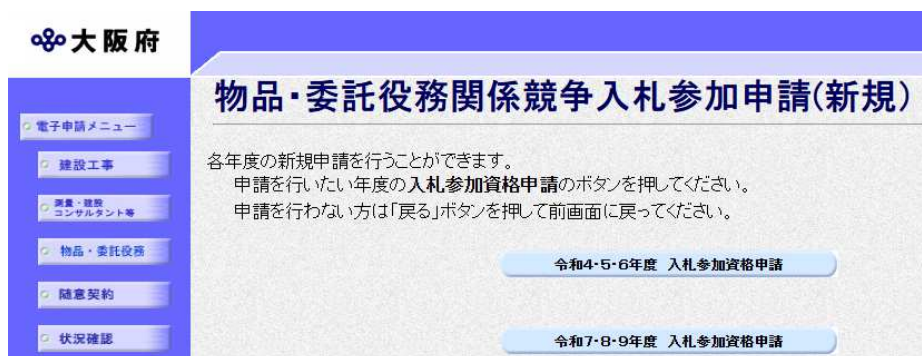 大阪府
物品・委託役務関係競争入札参加申請(新規)
電子申請メニュー
建設工事
測量・建設
コンサルタント等
物品・委託役務
随意契約
状況確認
各年度の新規申請を行うことができます。
申請を行いたい年度の入札参加資格申請のボタンを押してください。
申請を行わない方は「戻る」ボタンを押して前画面に戻ってください。
令和4・5・6年度 入札参加資格申請
令和7・8・9年度 入札参加資格申請